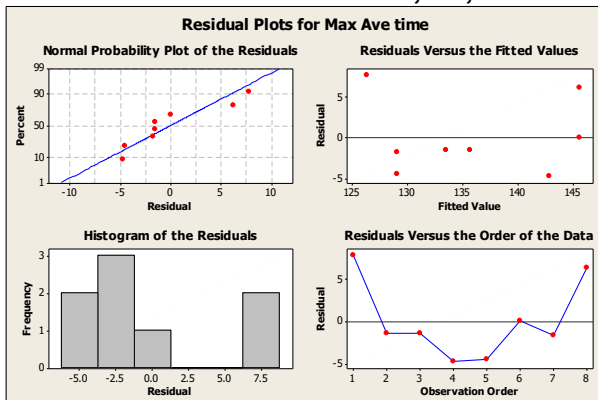 Residual Plots for Max Ave time
Normal Probability Plot of the Residuals
99
90
50
10
1
Percent
-10 -5 0 5 10
Residual
Residuals Versus the Fitted Values
5
0
-5
Residual
125 130 135 140 145
Fitted Value
Histogram of the Residuals
3
2
1
0
Frequency
-5.0 -2.5 0.0 2.5 5.0 7.5
Residual
Residuals Versus the Order of the Data
5
0
-5
Residual
1 2 3 4 5 6 7 8
Observation Order